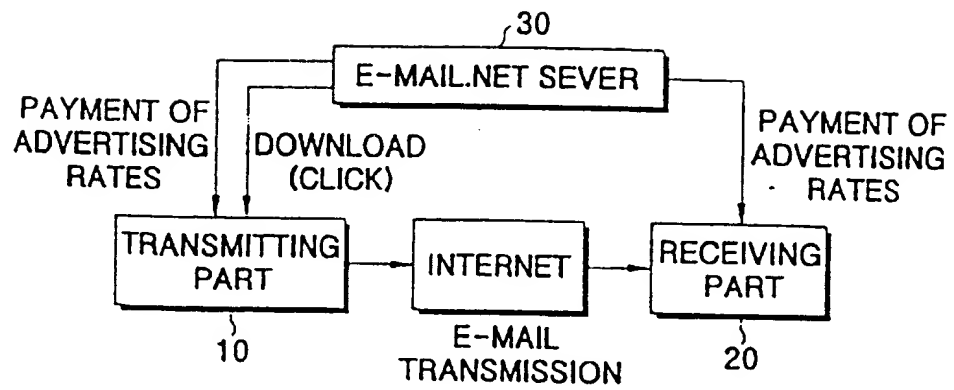 30
E-MAIL.NET SEVER
PAYMENT OF
ADVERTISING
RATES
DOWNLOAD
(CLICK)
PAYMENT OF
ADVERTISING
RATES
TRANSMITTING
PART
INTERNET
RECEIVING
PART
10
E-MAIL
TRANSMISSION
20